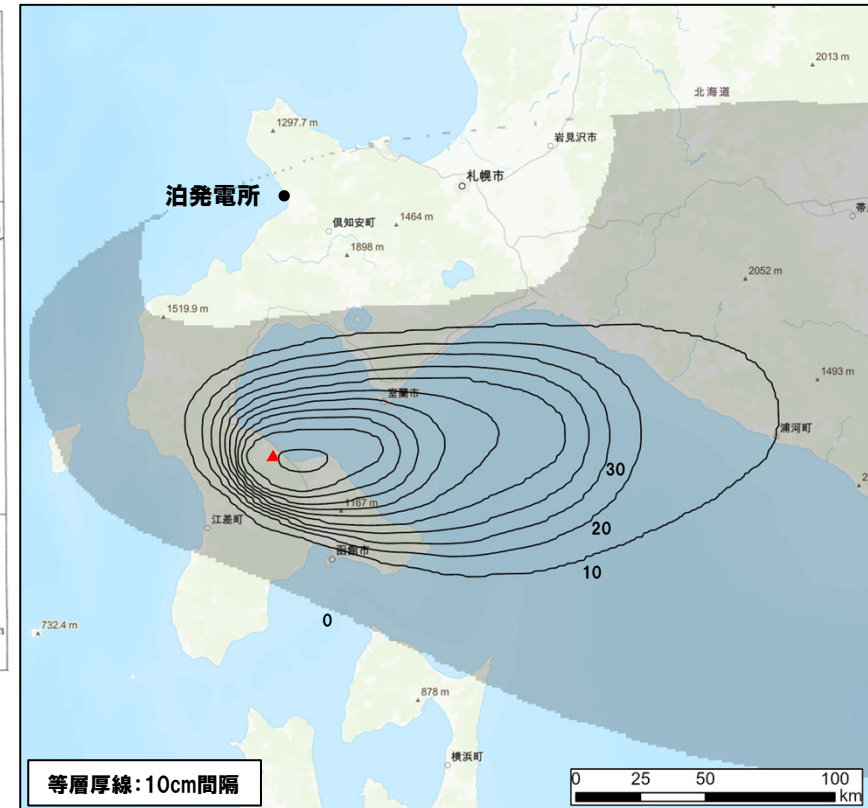 2013 m
北海道
1297.7 m
岩見沢市
札幌市
泊発電所
帯
1464 m
倶知安町
1898 m
2052 m
1519.9 m
1493 m
室蘭市
浦河町
30
2
1167 m
江差町
20
函館市
10
0
732.4 m
878 m
横浜町
等層厚線：10cm間隔
0 25 50 100
km